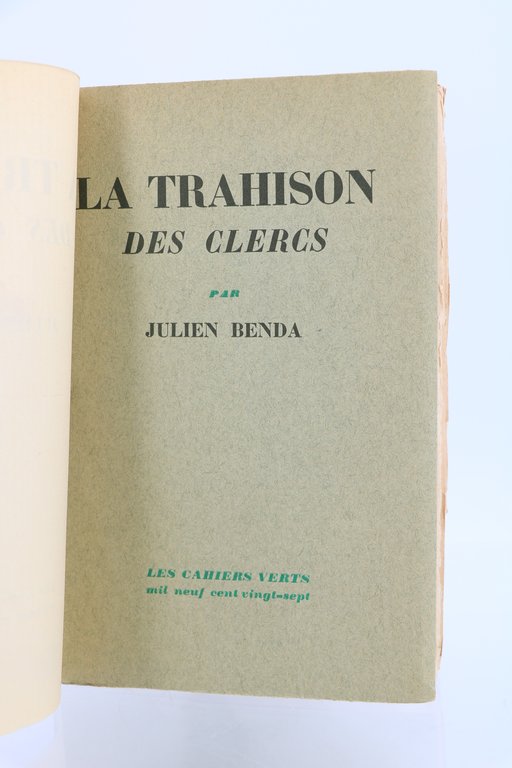 LA TRAHISON
DES CLERCS
PAR
JULIEN BENDA
LES CAHIERS VERTS
mil neuf cent vingt-sept